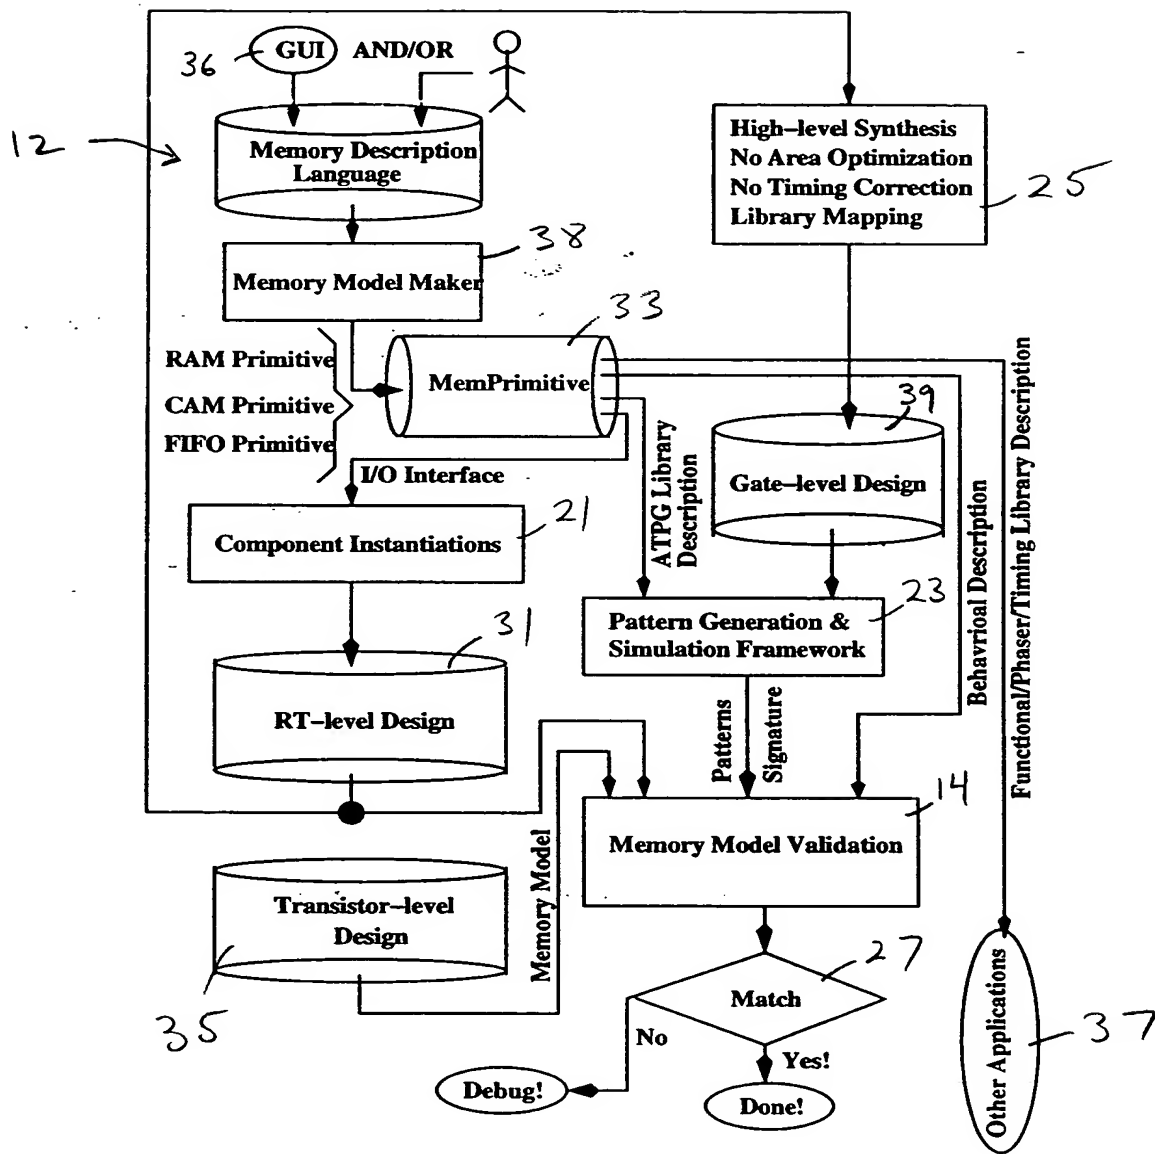 36
GUI AND/OR
12
Memory Description
Language
High-level Synthesis
No Area Optimization
No Timing Correction
Library Mapping
25
38
Memory Model Maker
33
RAM Primitive
CAM Primitive
FIFO Primitive
MemPrimitive
I/O Interface
ATPG Library
Description
39
Gate-level Design
Behavrioal Description
Functional/Phaser/Timing Library Description
21
Component Instantiations
23
Pattern Generation &
Simulation Framework
31
RT-level Design
Patterns
Signature
14
Memory Model Validation
Memory Model
Transistor-level
Design
35
27
Match
No
Yes!
Debug!
Done!
Other Applications
37